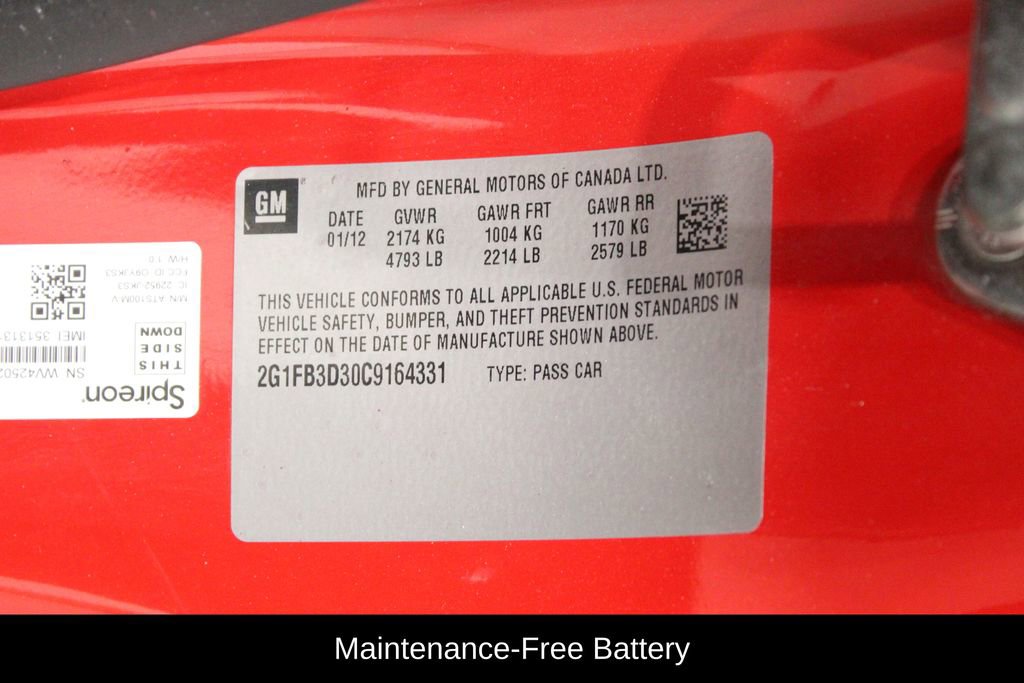 GM
MFD BY GENERAL MOTORS OF CANADA LTD.
DATE GVWR GAWR FRT GAWR RR
01/12 2174 KG 1004 KG 1170 KG
4793 LB 2214 LB 2579 LB
THIS VEHICLE CONFORMS TO ALL APPLICABLE U.S. FEDERAL MOTOR
VEHICLE SAFETY, BUMPER, AND THEFT PREVENTION STANDARDS IN
EFFECT ON THE DATE OF MANUFACTURE SHOWN ABOVE.
2G1FB3D30C9164331 TYPE: PASS CAR
Spireon
THIS
SIDE
DOWN
H/W: 1.0
Maintenance-Free Battery